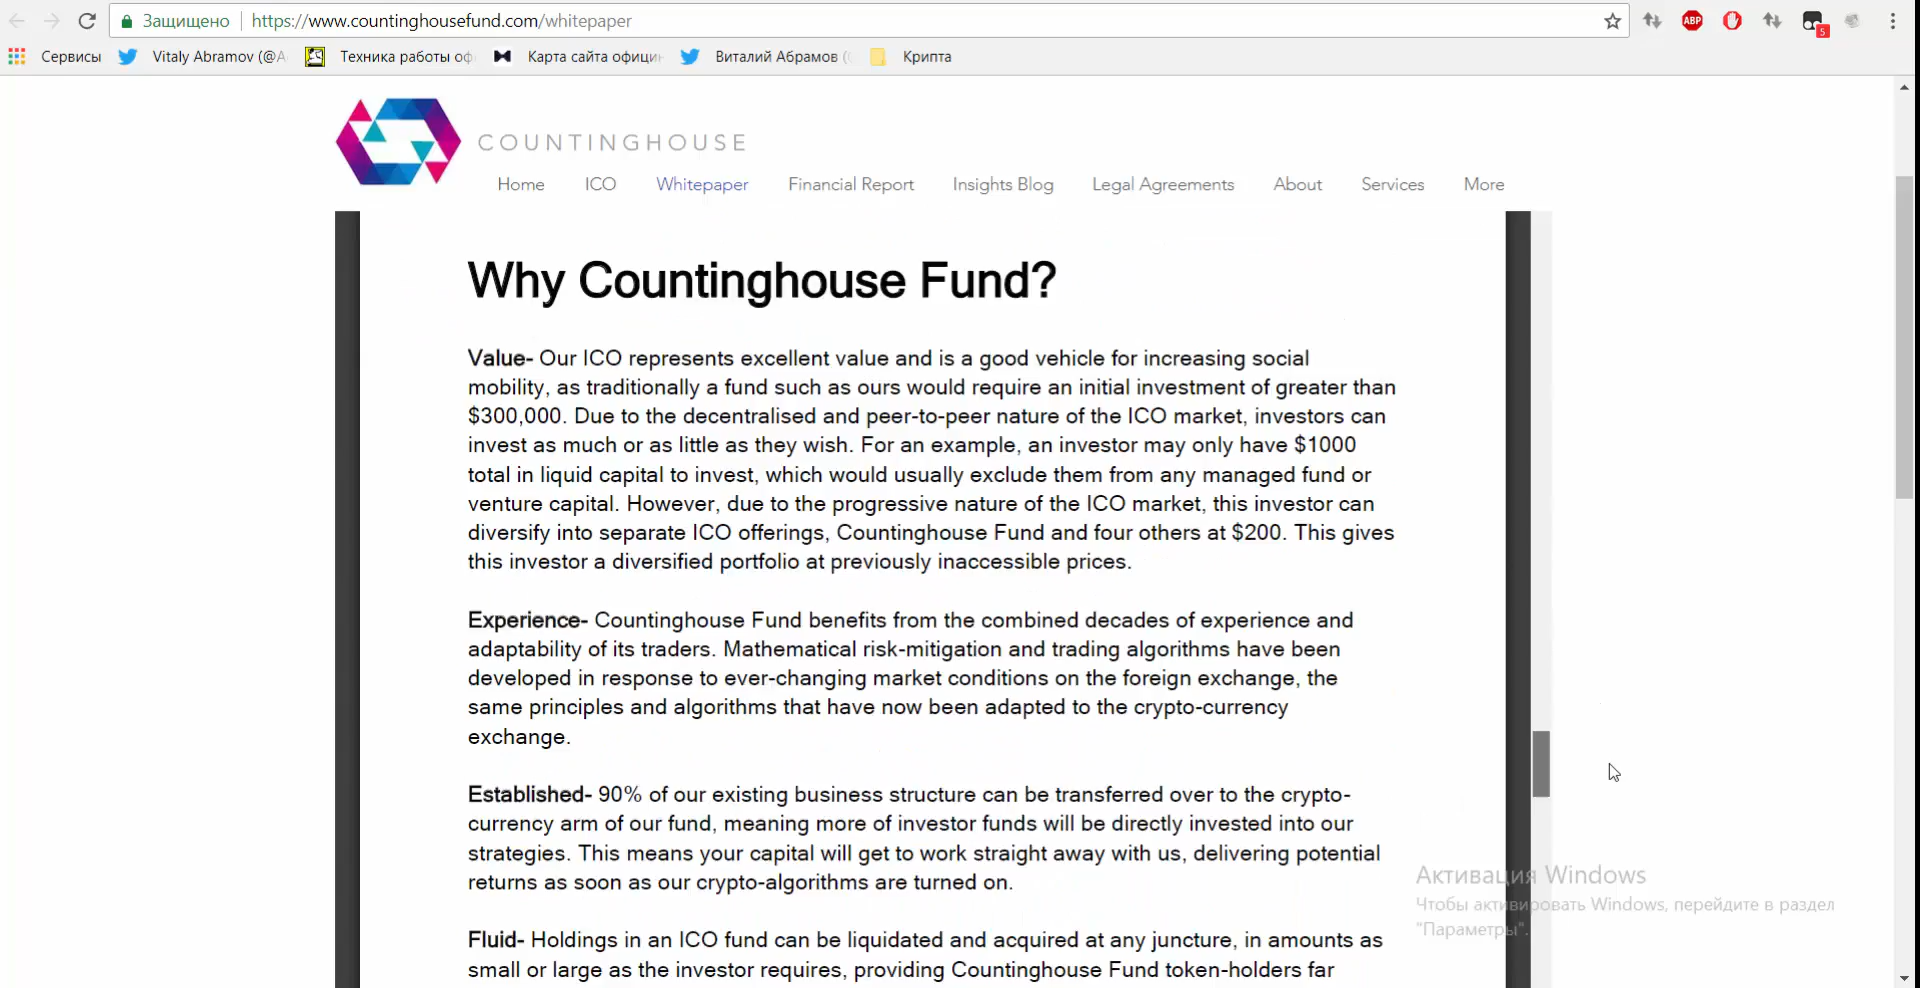 Защищено https://www.countinghousefund.com/whitepaper
ABP
5
Сервисы Vitaly Abramov (@A Техника работы оф Карта сайта официн Виталий Абрамов ( Крипта
COUNTINGHOUSE
Home ICO Whitepaper Financial Report Insights Blog Legal Agreements About Services More
Why Countinghouse Fund?
Value- Our ICO represents excellent value and is a good vehicle for increasing social
mobility, as traditionally a fund such as ours would require an initial investment of greater than
$300,000. Due to the decentralised and peer-to-peer nature of the ICO market, investors can
invest as much or as little as they wish. For an example, an investor may only have $1000
total in liquid capital to invest, which would usually exclude them from any managed fund or
venture capital. However, due to the progressive nature of the ICO market, this investor can
diversify into separate ICO offerings, Countinghouse Fund and four others at $200. This gives
this investor a diversified portfolio at previously inaccessible prices.
Experience- Countinghouse Fund benefits from the combined decades of experience and
adaptability of its traders. Mathematical risk-mitigation and trading algorithms have been
developed in response to ever-changing market conditions on the foreign exchange, the
same principles and algorithms that have now been adapted to the crypto-currency
exchange.
Established- 90% of our existing business structure can be transferred over to the crypto-
currency arm of our fund, meaning more of investor funds will be directly invested into our
strategies. This means your capital will get to work straight away with us, delivering potential
returns as soon as our crypto-algorithms are turned on.
Fluid- Holdings in an ICO fund can be liquidated and acquired at any juncture, in amounts as
small or large as the investor requires, providing Countinghouse Fund token-holders far
Активация Windows
Чтобы активировать Windows, перейдите в раздел
"Параметры".